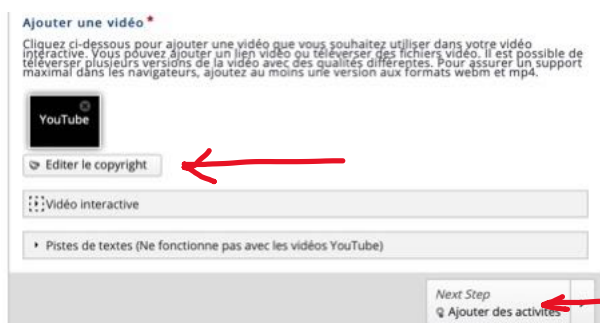 Ajouter une vidéo *
Cliquez ci-dessous pour ajouter une vidéo que vous souhaitez utiliser dans votre vidéo
interactive. Vous pouvez ajouter un lien vidéo ou téléverser des fichiers vidéo. Il est possible de
téléverser plusieurs versions de la vidéo avec des qualités différentes. Pour assurer un support
maximal dans les navigateurs, ajoutez au moins une version aux formats webm et mp4.
YouTube
Editer le copyright
Vidéo interactive
Pistes de textes (Ne fonctionne pas avec les vidéos YouTube)
Next Step
Ajouter des activités